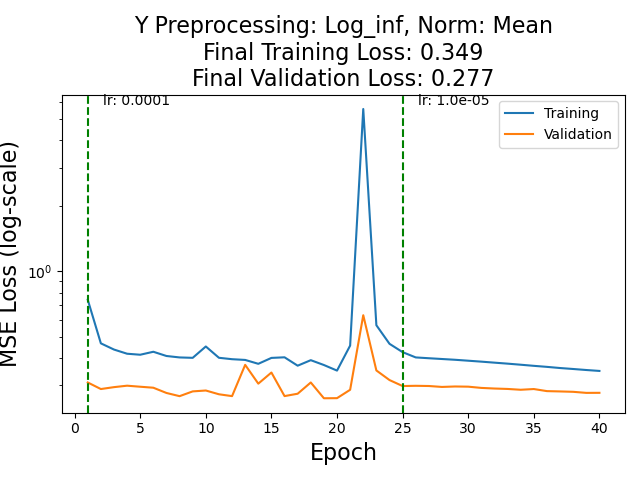 Y Preprocessing: Log_inf, Norm: Mean
Final Training Loss: 0.349
Final Validation Loss: 0.277
lr: 0.0001
lr: 1.0e-05
Training
Validation
MSE Loss (log-scale)
10⁰
0 5 10 15 20 25 30 35 40
Epoch